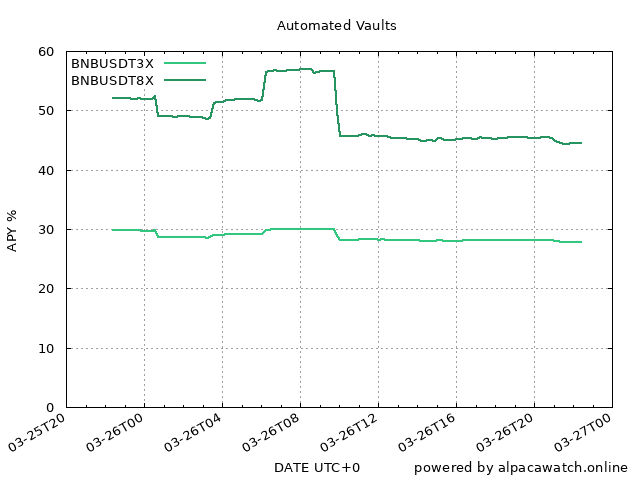 Automated Vaults
BNBUSDT3X
BNBUSDT8X
60
50
40
30
20
10
0
APY %
03-25T20
03-26T00
03-26T04
03-26T08
03-26T12
03-26T16
03-26T20
03-27T00
DATE UTC+0
powered by alpacawatch.online